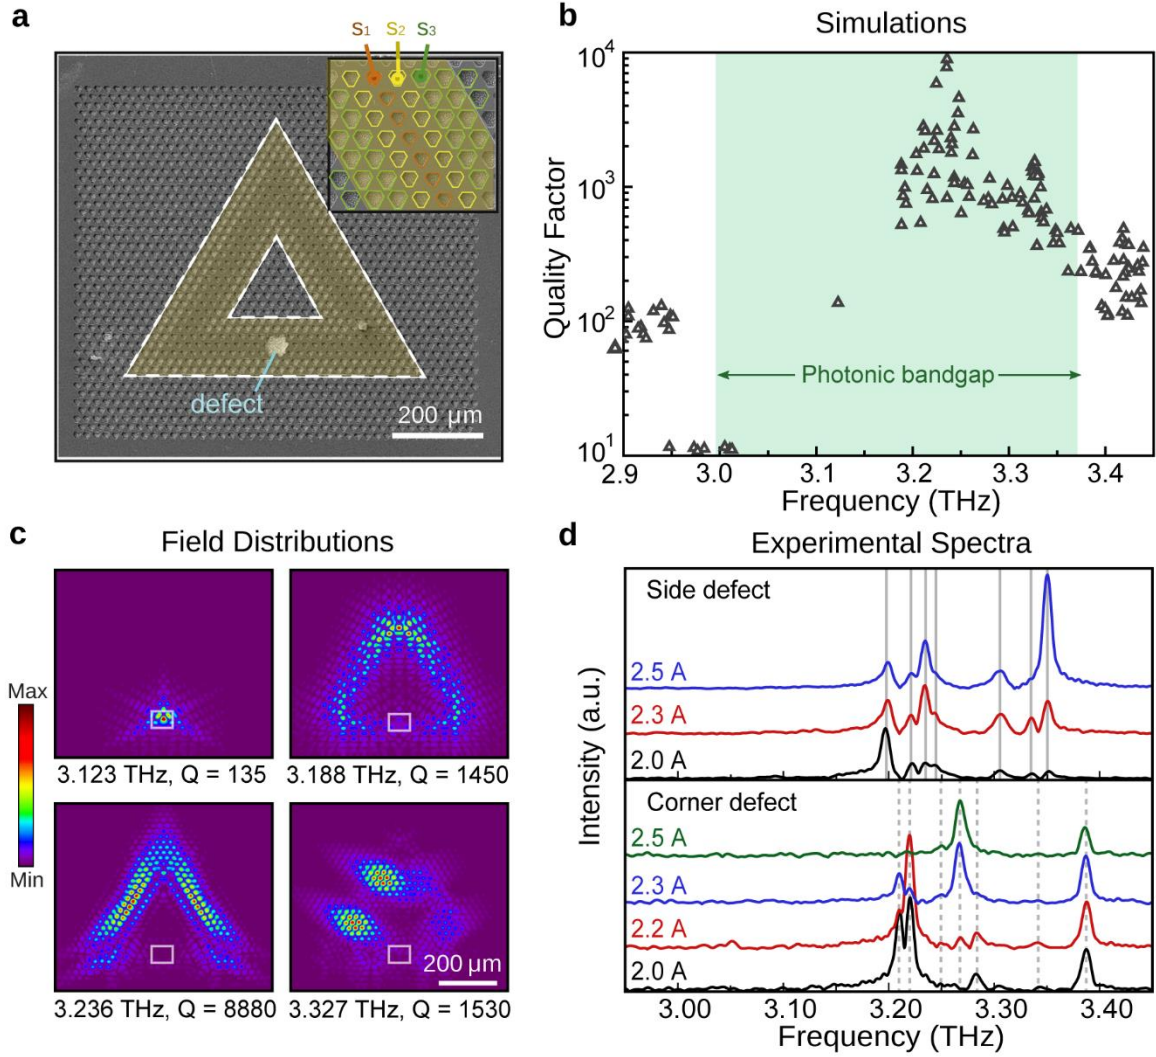 a
S1 S2 S3
defect
200 μm
b
Simulations
Quality Factor
10⁴
10³
10²
10¹
Photonic bandgap
2.9 3.0 3.1 3.2 3.3 3.4
Frequency (THz)
c
Field Distributions
Max
Min
3.123 THz, Q = 135
3.188 THz, Q = 1450
3.236 THz, Q = 8880
200 μm
3.327 THz, Q = 1530
d
Experimental Spectra
Intensity (a.u.)
Side defect
2.5 A
2.3 A
2.0 A
Corner defect
2.5 A
2.3 A
2.2 A
2.0 A
3.00 3.10 3.20 3.30 3.40
Frequency (THz)